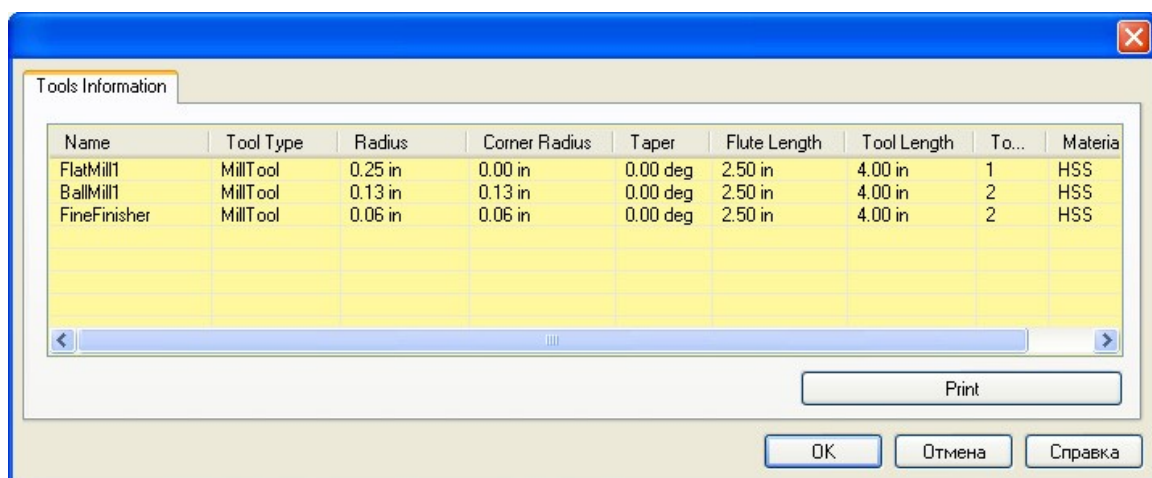 Tools Information
Name Tool Type Radius Corner Radius Taper Flute Length Tool Length To... Materia
FlatMill1 MillTool 0.25 in 0.00 in 0.00 deg 2.50 in 4.00 in 1 HSS
BallMill1 MillTool 0.13 in 0.13 in 0.00 deg 2.50 in 4.00 in 2 HSS
FineFinisher MillTool 0.06 in 0.06 in 0.00 deg 2.50 in 4.00 in 2 HSS
Print
OK Отмена Справка